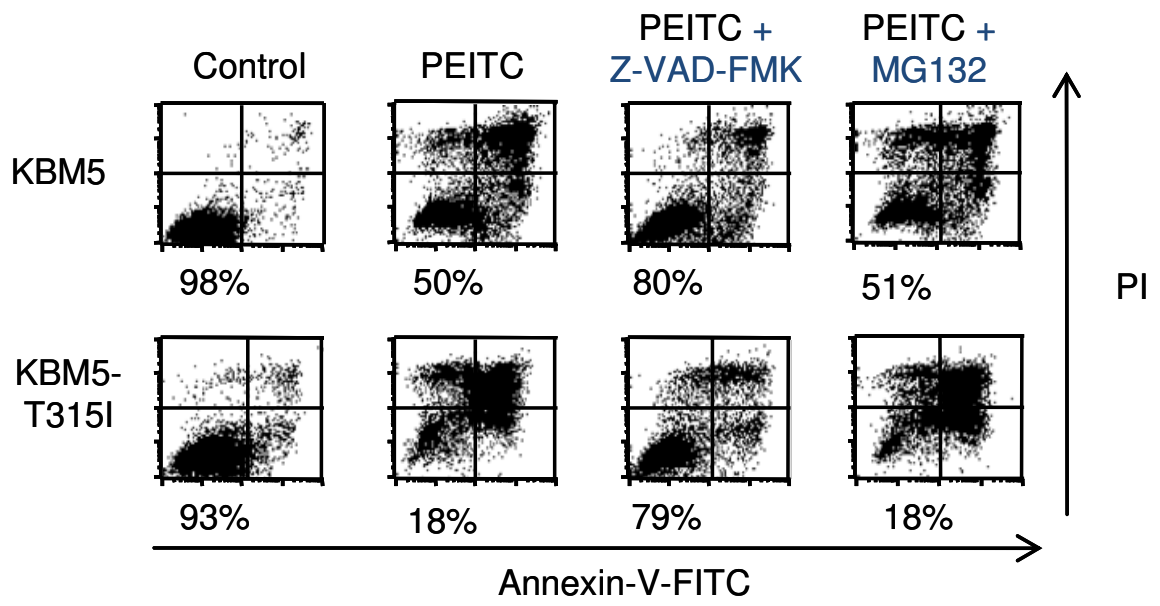 Control
PEITC
PEITC +
Z-VAD-FMK
PEITC +
MG132
KBM5
98%
50%
80%
51%
PI
KBM5-
T315I
93%
18%
79%
18%
Annexin-V-FITC